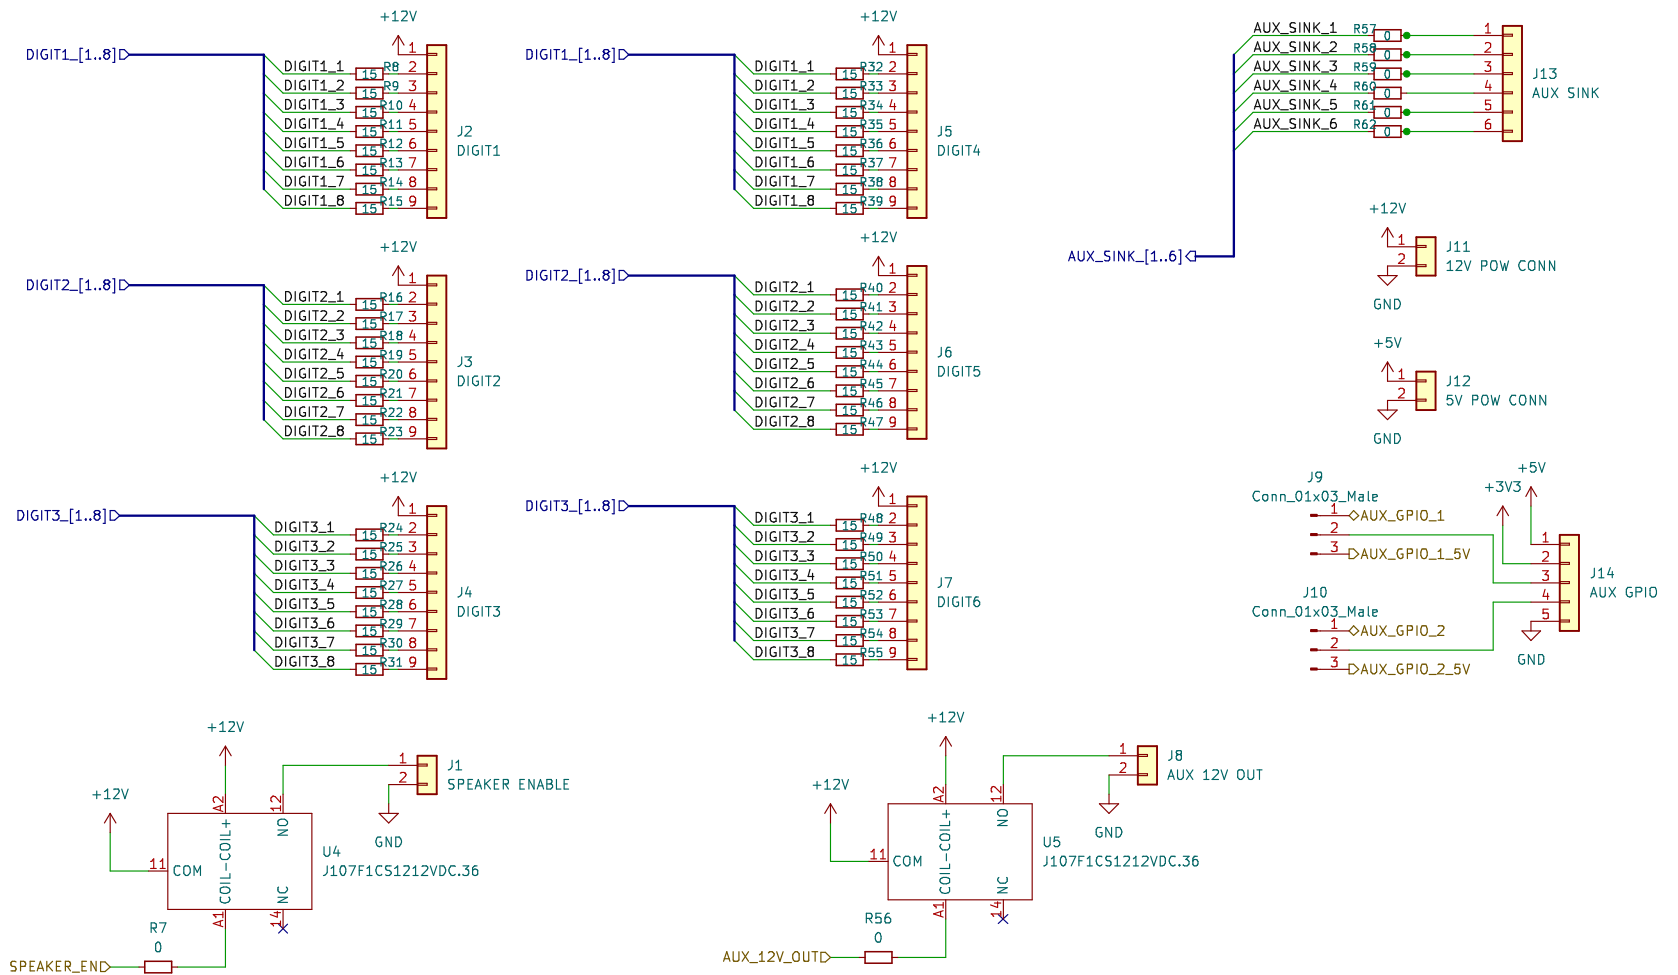 +12V
DIGIT1_[1..8]
DIGIT1_1 R8 15 1
DIGIT1_2 R9 15 2
DIGIT1_3 R10 15 3
DIGIT1_4 R11 15 4
DIGIT1_5 R12 15 5
DIGIT1_6 R13 15 6
DIGIT1_7 R14 15 7
DIGIT1_8 R15 15 8
9
J2
DIGIT1
+12V
DIGIT2_[1..8]
DIGIT2_1 R16 15 1
DIGIT2_2 R17 15 2
DIGIT2_3 R18 15 3
DIGIT2_4 R19 15 4
DIGIT2_5 R20 15 5
DIGIT2_6 R21 15 6
DIGIT2_7 R22 15 7
DIGIT2_8 R23 15 8
9
J3
DIGIT2
+12V
DIGIT3_[1..8]
DIGIT3_1 R24 15 1
DIGIT3_2 R25 15 2
DIGIT3_3 R26 15 3
DIGIT3_4 R27 15 4
DIGIT3_5 R28 15 5
DIGIT3_6 R29 15 6
DIGIT3_7 R30 15 7
DIGIT3_8 R31 15 8
9
J4
DIGIT3
+12V
DIGIT1_[1..8]
DIGIT1_1 R32 15 1
DIGIT1_2 R33 15 2
DIGIT1_3 R34 15 3
DIGIT1_4 R35 15 4
DIGIT1_5 R36 15 5
DIGIT1_6 R37 15 6
DIGIT1_7 R38 15 7
DIGIT1_8 R39 15 8
9
J5
DIGIT4
+12V
DIGIT2_[1..8]
DIGIT2_1 R40 15 1
DIGIT2_2 R41 15 2
DIGIT2_3 R42 15 3
DIGIT2_4 R43 15 4
DIGIT2_5 R44 15 5
DIGIT2_6 R45 15 6
DIGIT2_7 R46 15 7
DIGIT2_8 R47 15 8
9
J6
DIGIT5
+12V
DIGIT3_[1..8]
DIGIT3_1 R48 15 1
DIGIT3_2 R49 15 2
DIGIT3_3 R50 15 3
DIGIT3_4 R51 15 4
DIGIT3_5 R52 15 5
DIGIT3_6 R53 15 6
DIGIT3_7 R54 15 7
DIGIT3_8 R55 15 8
9
J7
DIGIT6
AUX_SINK_1 R57 0 1
AUX_SINK_2 R58 0 2
AUX_SINK_3 R59 0 3
AUX_SINK_4 R60 0 4
AUX_SINK_5 R61 0 5
AUX_SINK_6 R62 0 6
J13
AUX SINK
AUX_SINK_[1..6]
+12V
1
2
J11
12V POW CONN
GND
+5V
1
2
J12
5V POW CONN
GND
J9
Conn_01x03_Male
1 AUX_GPIO_1
2
3 AUX_GPIO_1_5V
J10
Conn_01x03_Male
1 AUX_GPIO_2
2
3 AUX_GPIO_2_5V
+5V
+3V3
1
2
3
4
5
J14
AUX GPIO
GND
+12V
+12V
1
2
J1
SPEAKER ENABLE
GND
A2
12
COIL+
NO
11 COM
COIL-
NC
A1
14
U4
J107F1CS1212VDC.36
R7
0
SPEAKER_EN
+12V
+12V
1
2
J8
AUX 12V OUT
GND
A2
12
COIL+
NO
11 COM
COIL-
NC
A1
14
U5
J107F1CS1212VDC.36
R56
0
AUX_12V_OUT